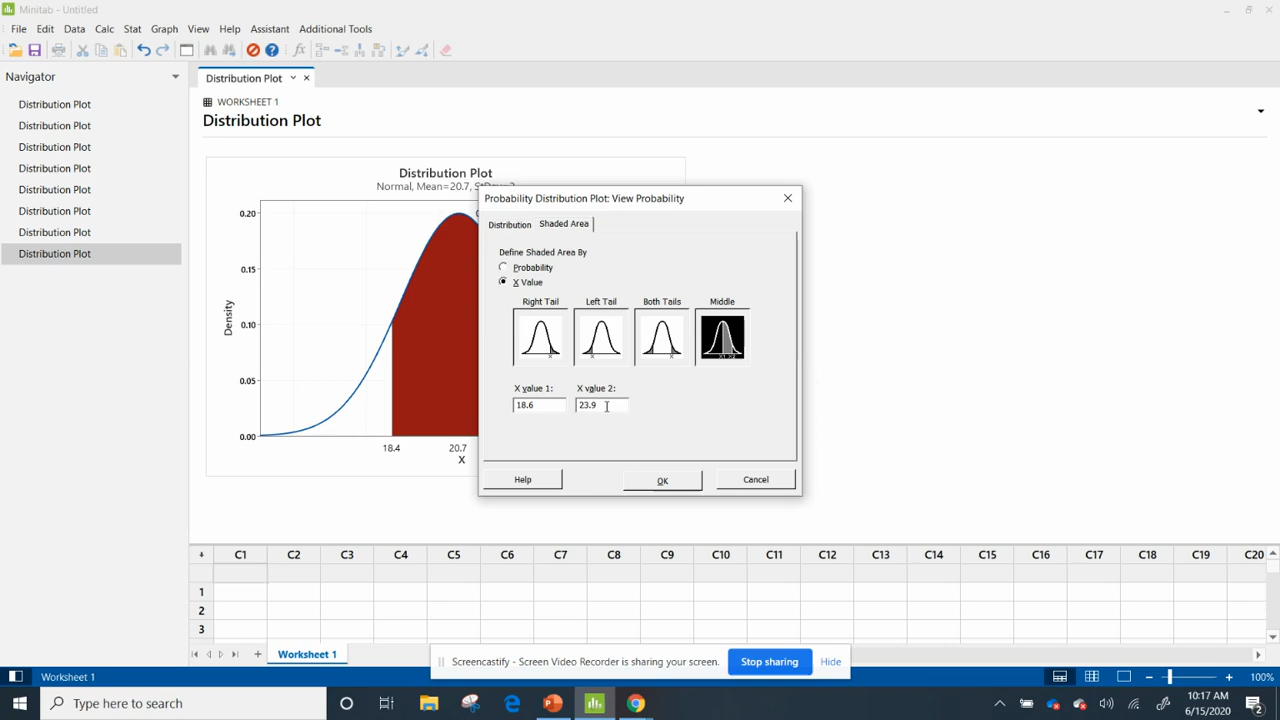 Minitab - Untitled
File Edit Data Calc Stat Graph View Help Assistant Additional Tools
Navigator
Distribution Plot
Distribution Plot
Distribution Plot
Distribution Plot
Distribution Plot
Distribution Plot
Distribution Plot
Distribution Plot
Distribution Plot
WORKSHEET 1
Distribution Plot
Distribution Plot
Normal, Mean=20.7,
0.20
0.15
0.10
0.05
0.00
Density
18.4 20.7
X
Probability Distribution Plot: View Probability
Distribution Shaded Area
Define Shaded Area By
Probability
X Value
Right Tail Left Tail Both Tails Middle
X value 1: X value 2:
18.6 23.9
Help OK Cancel
C1 C2 C3 C4 C5 C6 C7 C8 C9 C10 C11 C12 C13 C14 C15 C16 C17 C18 C19 C20
1
2
3
Worksheet 1
Screencastify - Screen Video Recorder is sharing your screen. Stop sharing Hide
Worksheet 1 100%
Type here to search
10:17 AM
6/15/2020
2